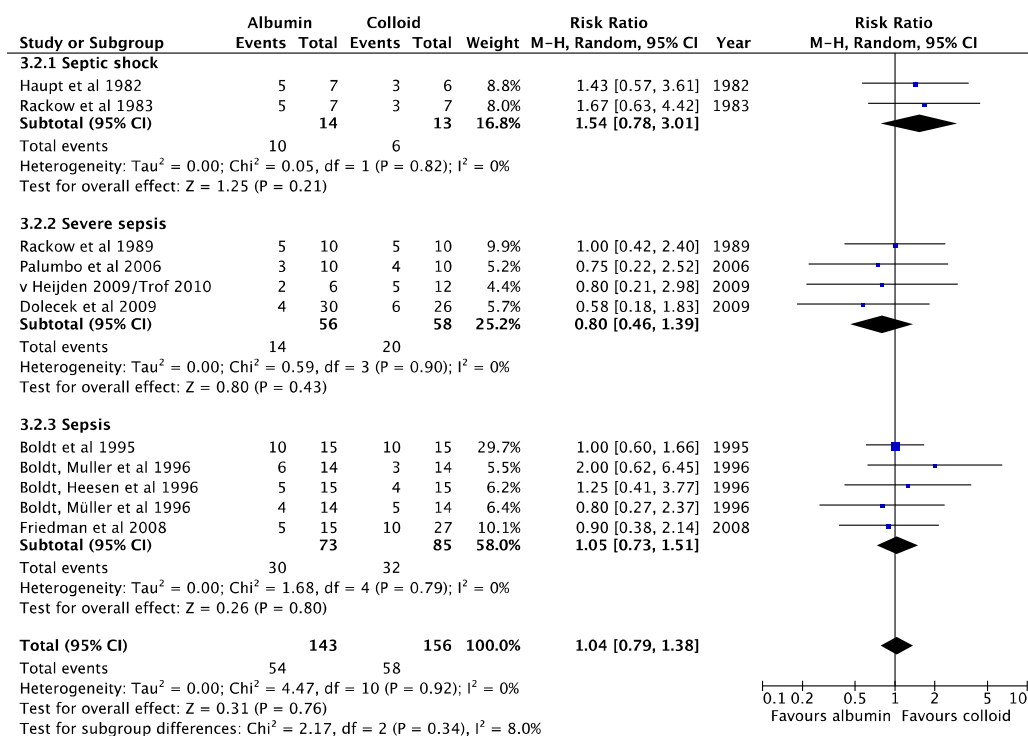 Albumin Colloid Risk Ratio Risk Ratio
Study or Subgroup Events Total Events Total Weight M-H, Random, 95% CI Year M-H, Random, 95% CI
3.2.1 Septic shock
Haupt et al 1982 5 7 3 6 8.8% 1.43 [0.57, 3.61] 1982
Rackow et al 1983 5 7 3 7 8.0% 1.67 [0.63, 4.42] 1983
Subtotal (95% CI) 14 13 16.8% 1.54 [0.78, 3.01]
Total events 10 6
Heterogeneity: Tau² = 0.00; Chi² = 0.05, df = 1 (P = 0.82); I² = 0%
Test for overall effect: Z = 1.25 (P = 0.21)
3.2.2 Severe sepsis
Rackow et al 1989 5 10 5 10 9.9% 1.00 [0.42, 2.40] 1989
Palumbo et al 2006 3 10 4 10 5.2% 0.75 [0.22, 2.52] 2006
v Heijden 2009/Trof 2010 2 6 5 12 4.4% 0.80 [0.21, 2.98] 2009
Dolecek et al 2009 4 30 6 26 5.7% 0.58 [0.18, 1.83] 2009
Subtotal (95% CI) 56 58 25.2% 0.80 [0.46, 1.39]
Total events 14 20
Heterogeneity: Tau² = 0.00; Chi² = 0.59, df = 3 (P = 0.90); I² = 0%
Test for overall effect: Z = 0.80 (P = 0.43)
3.2.3 Sepsis
Boldt et al 1995 10 15 10 15 29.7% 1.00 [0.60, 1.66] 1995
Boldt, Muller et al 1996 6 14 3 14 5.5% 2.00 [0.62, 6.45] 1996
Boldt, Heesen et al 1996 5 15 4 15 6.2% 1.25 [0.41, 3.77] 1996
Boldt, Müller et al 1996 4 14 5 14 6.4% 0.80 [0.27, 2.37] 1996
Friedman et al 2008 5 15 10 27 10.1% 0.90 [0.38, 2.14] 2008
Subtotal (95% CI) 73 85 58.0% 1.05 [0.73, 1.51]
Total events 30 32
Heterogeneity: Tau² = 0.00; Chi² = 1.68, df = 4 (P = 0.79); I² = 0%
Test for overall effect: Z = 0.26 (P = 0.80)
Total (95% CI) 143 156 100.0% 1.04 [0.79, 1.38]
Total events 54 58
Heterogeneity: Tau² = 0.00; Chi² = 4.47, df = 10 (P = 0.92); I² = 0%
Test for overall effect: Z = 0.31 (P = 0.76)
Test for subgroup differences: Chi² = 2.17, df = 2 (P = 0.34), I² = 8.0%
0.1 0.2 0.5 1 2 5 10
Favours albumin Favours colloid